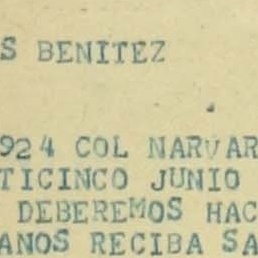 S BENITEZ
924 COL NARVAR
TICINCO JUNIO
DEBEREMOS HAC
ANOS RECIBA SA